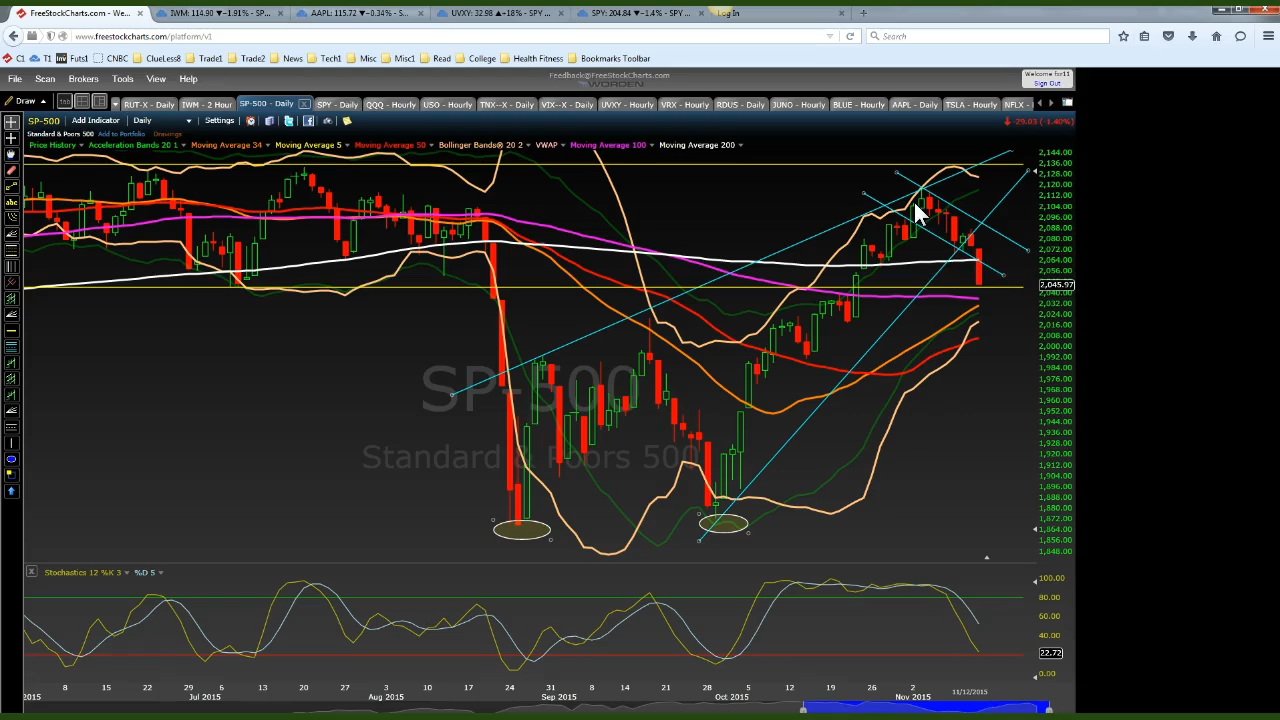 FreeStockCharts.com - We...
IWM: 114.90 ▼−1.91% - SP...
AAPL: 115.72 ▼−0.34% - S...
UVXY: 32.98 ▲+18% - SPY ...
SPY: 204.84 ▼−1.4% - SPY ...
Log In
www.freestockcharts.com/platform/v1
Search
C1 T1 Inv Futs1 CNBC ClueLess8 Trade1 Trade2 News Tech1 Misc Misc1 Read College Health Fitness Bookmarks Toolbar
File Scan Brokers Tools View Help
Feedback@FreeStockCharts.com
WORDEN
Welcome for11
Sign Out
Draw tab RUT-X - Daily IWM - 2 Hour SP-500 - Daily SPY - Daily QQQ - Hourly USO - Hourly TNX--X - Daily VIX--X - Daily UVXY - Hourly VRX - Hourly RDUS - Hourly JUNO - Hourly BLUE - Hourly AAPL - Daily TSLA - Hourly NFLX -
SP-500 Add Indicator Daily Settings
-29.03 (-1.40%)
Standard & Poors 500 Add to Portfolio Drawings
Price History Acceleration Bands 20 1 Moving Average 34 Moving Average 5 Moving Average 50 Bollinger Bands® 20 2 VWAP Moving Average 100 Moving Average 200
abc
2,144.00
2,136.00
2,128.00
2,120.00
2,112.00
2,104.00
2,096.00
2,088.00
2,080.00
2,072.00
2,064.00
2,056.00
2,045.97
2,040.00
2,032.00
2,024.00
2,016.00
2,008.00
2,000.00
1,992.00
1,984.00
1,976.00
1,968.00
1,960.00
1,952.00
1,944.00
1,936.00
1,928.00
1,920.00
1,912.00
1,904.00
1,896.00
1,888.00
1,880.00
1,872.00
1,864.00
1,856.00
1,848.00
SP-500
Standard & Poors 500
Stochastics 12 %K 3 %D 5
100.00
80.00
60.00
40.00
22.72
0.00
8 15 22 29 6 13 20 27 3 10 17 24 31 8 14 21 28 5 12 19 26 2
2015 Jul 2015 Aug 2015 Sep 2015 Oct 2015 Nov 2015 11/12/2015